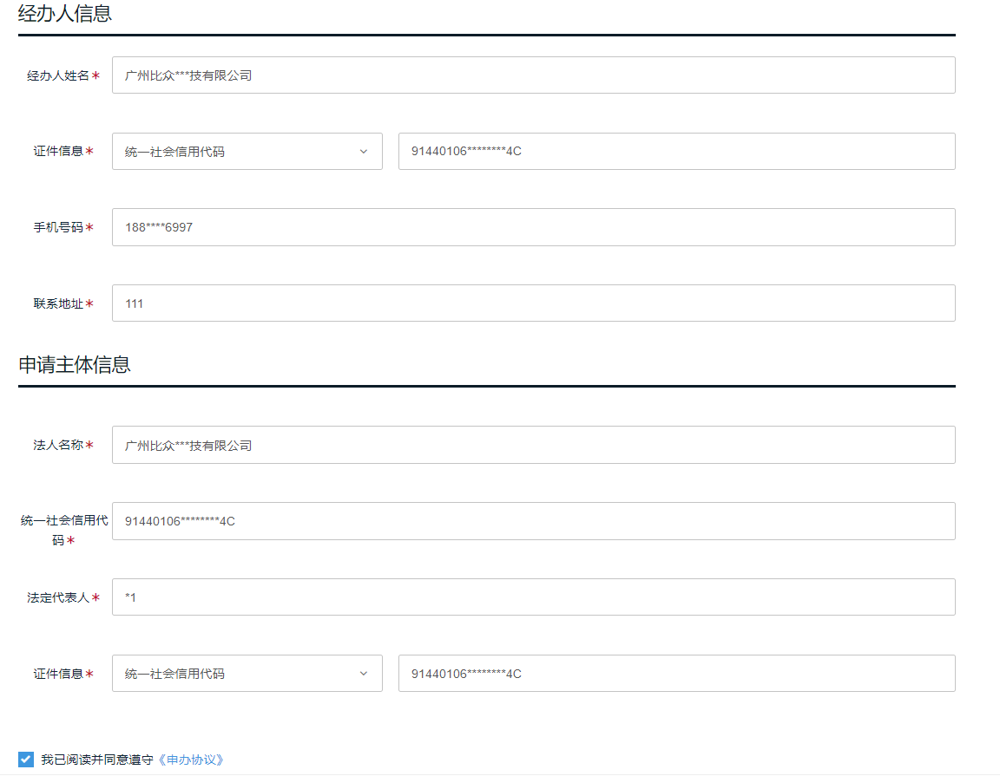 经办人信息
经办人姓名* 广州比众***技有限公司
证件信息* 统一社会信用代码 91440106********4C
手机号码* 188****6997
联系地址* 111
申请主体信息
法人名称* 广州比众***技有限公司
统一社会信用代
码* 91440106********4C
法定代表人* *1
证件信息* 统一社会信用代码 91440106********4C
我已阅读并同意遵守《申办协议》